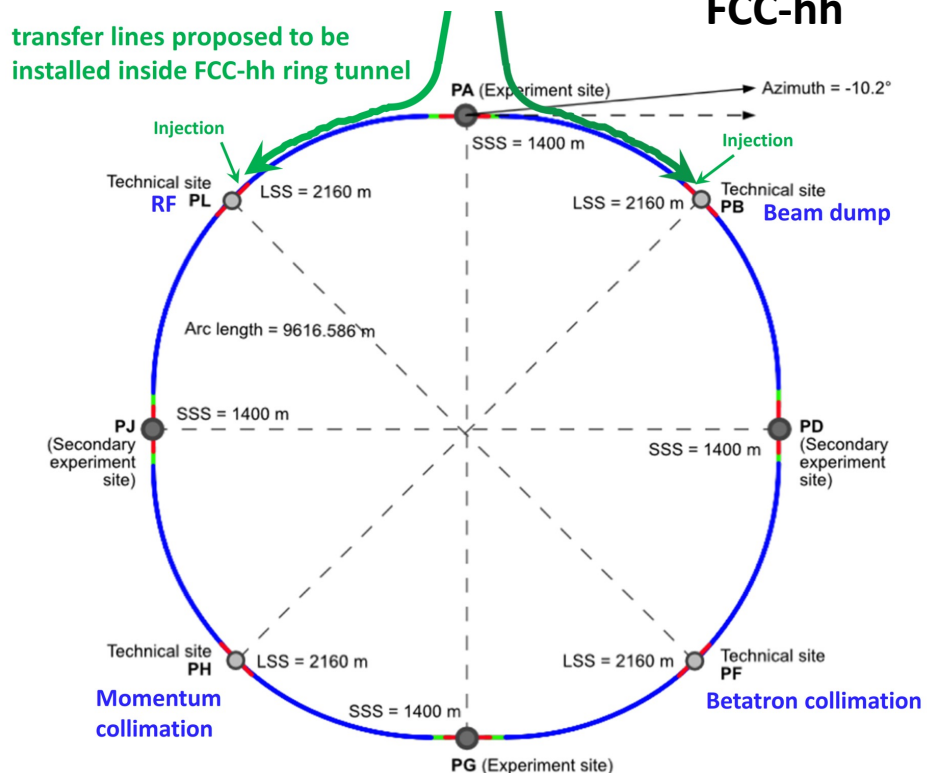 FCC-hh
transfer lines proposed to be
installed inside FCC-hh ring tunnel
PA (Experiment site)
Azimuth = -10.2°
SSS = 1400 m
Injection
Injection
Technical site
PL
RF
LSS = 2160 m
LSS = 2160 m
Technical site
PB
Beam dump
Arc length = 9616.586 m
PJ
(Secondary
experiment
site)
SSS = 1400 m
SSS = 1400 m
PD
(Secondary
experiment
site)
Technical site
PH
LSS = 2160 m
Momentum
collimation
LSS = 2160 m
Technical site
PF
Betatron collimation
SSS = 1400 m
PG (Experiment site)